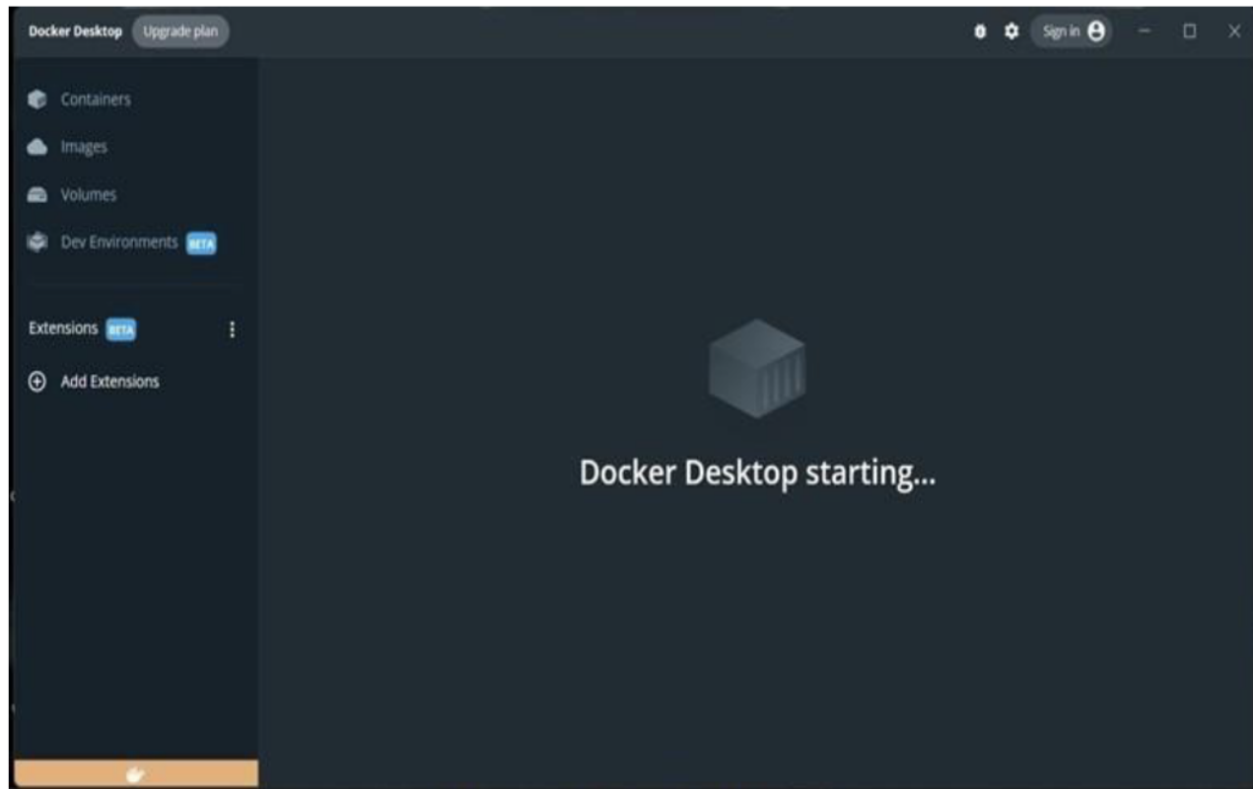 Docker Desktop Upgrade plan Sign in
Containers
Images
Volumes
Dev Environments BETA
Extensions BETA
Add Extensions
Docker Desktop starting...